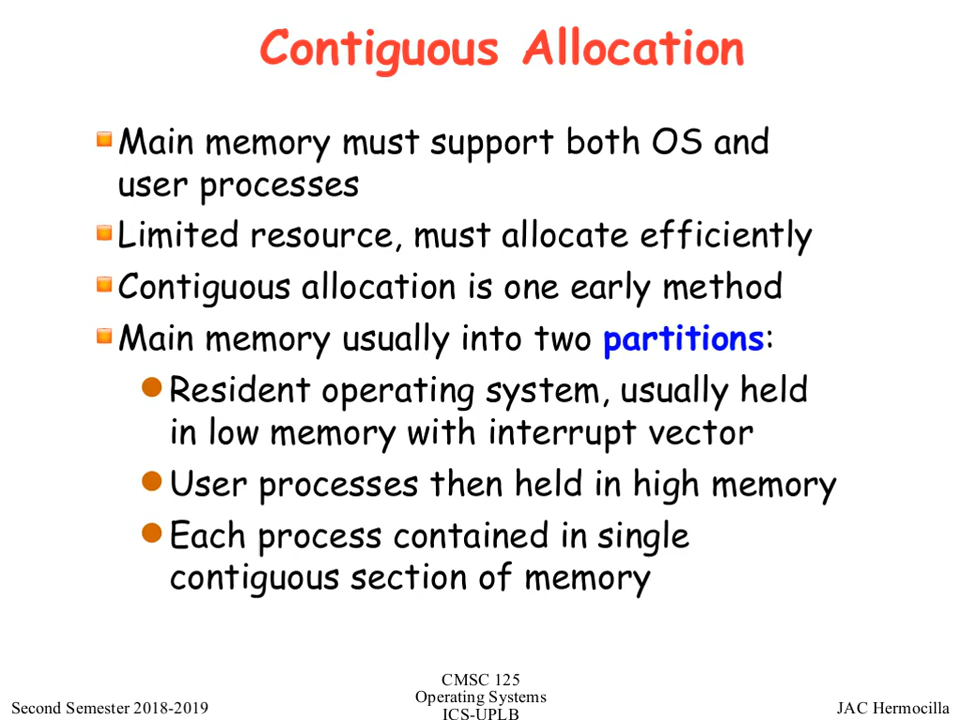 Contiguous Allocation
Main memory must support both OS and
user processes
Limited resource, must allocate efficiently
Contiguous allocation is one early method
Main memory usually into two partitions:
Resident operating system, usually held
in low memory with interrupt vector
User processes then held in high memory
Each process contained in single
contiguous section of memory
Second Semester 2018-2019
CMSC 125
Operating Systems
ICS-UPLB
JAC Hermocilla